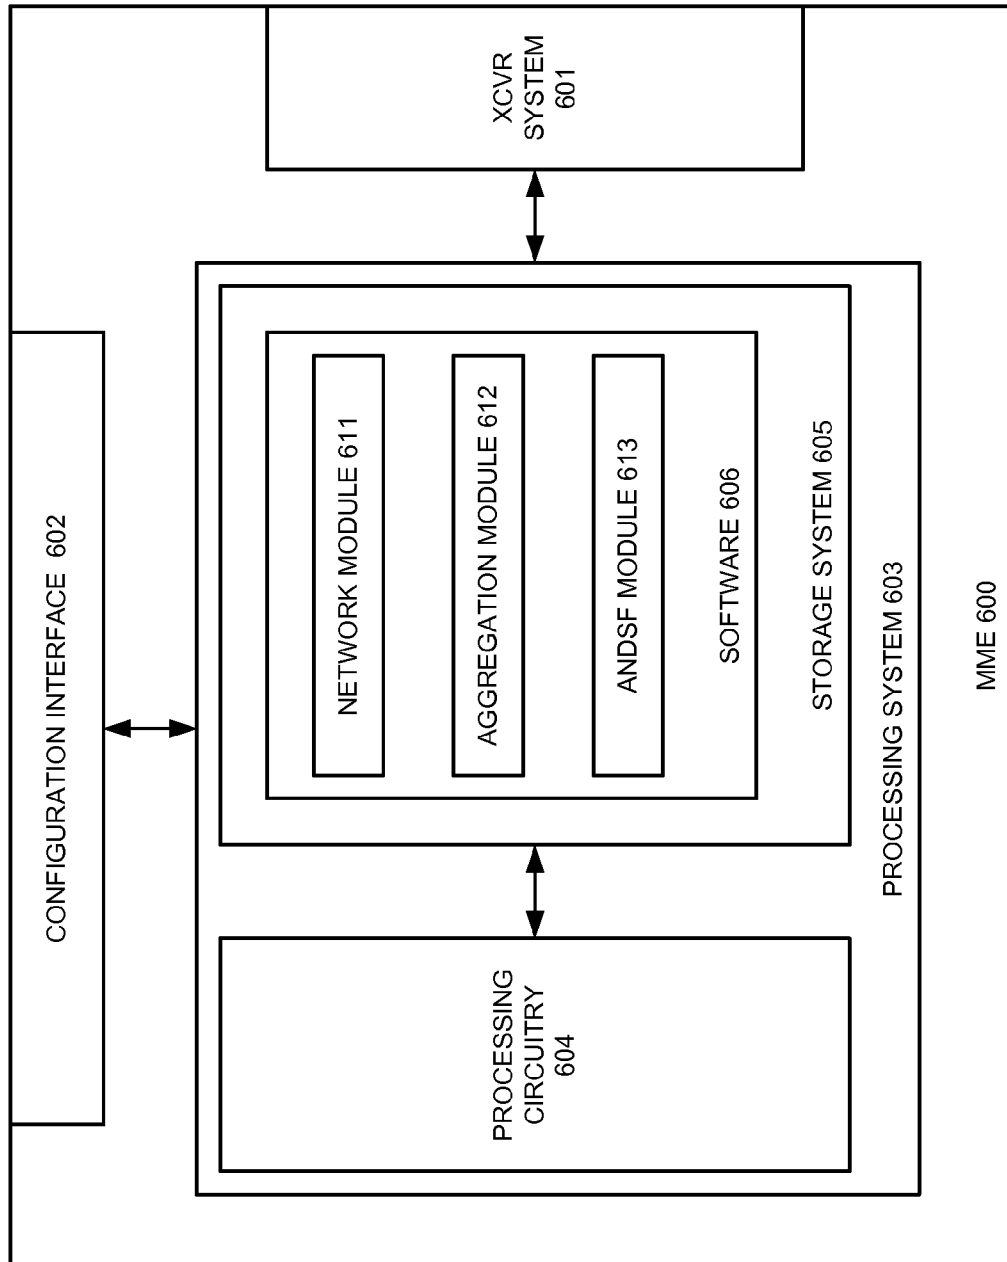 CONFIGURATION INTERFACE 602
PROCESSING
CIRCUITRY
604
NETWORK MODULE 611
AGGREGATION MODULE 612
ANDSF MODULE 613
SOFTWARE 606
STORAGE SYSTEM 605
PROCESSING SYSTEM 603
XCVR
SYSTEM
601
MME 600